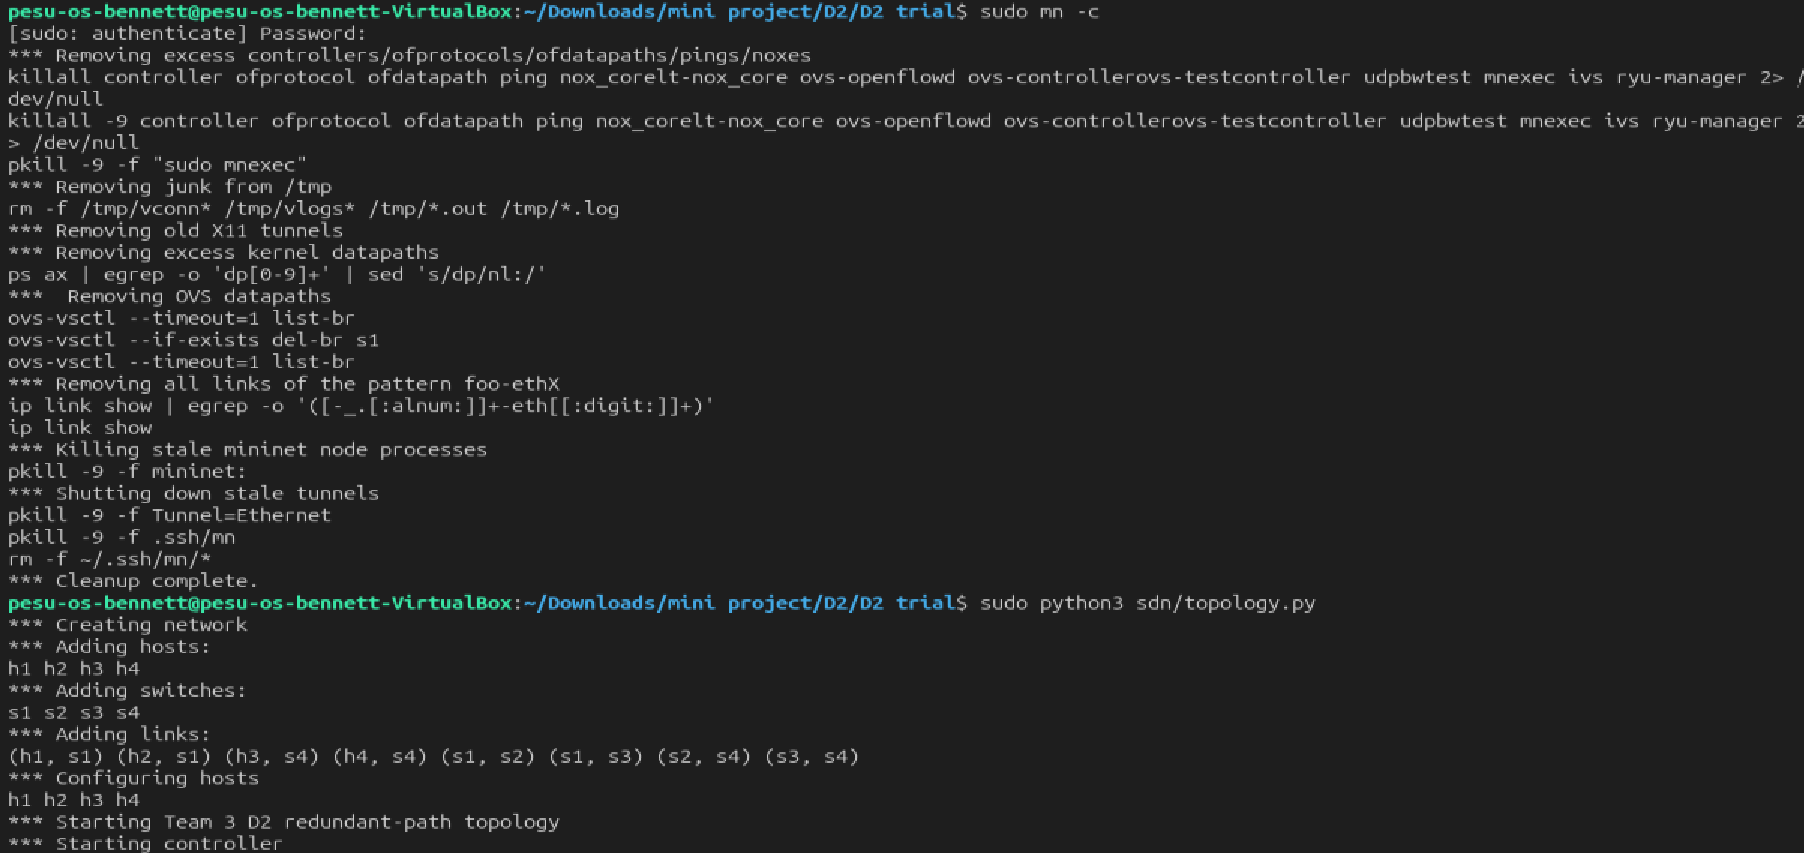 pesu-os-bennett@pesu-os-bennett-VirtualBox:~/Downloads/mini project/D2/D2 trial$ sudo mn -c
[sudo: authenticate] Password:
*** Removing excess controllers/ofprotocols/ofdatapaths/pings/noxes
killall controller ofprotocol ofdatapath ping nox_corelt-nox_core ovs-openflowd ovs-controllerovs-testcontroller udpbwtest mnexec ivs ryu-manager 2> /
dev/null
killall -9 controller ofprotocol ofdatapath ping nox_corelt-nox_core ovs-openflowd ovs-controllerovs-testcontroller udpbwtest mnexec ivs ryu-manager 2
> /dev/null
pkill -9 -f "sudo mnexec"
*** Removing junk from /tmp
rm -f /tmp/vconn* /tmp/vlogs* /tmp/*.out /tmp/*.log
*** Removing old X11 tunnels
*** Removing excess kernel datapaths
ps ax | egrep -o 'dp[0-9]+' | sed 's/dp/nl:/'
***  Removing OVS datapaths
ovs-vsctl --timeout=1 list-br
ovs-vsctl --if-exists del-br s1
ovs-vsctl --timeout=1 list-br
*** Removing all links of the pattern foo-ethX
ip link show | egrep -o '([-_.[:alnum:]]+-eth[[:digit:]]+)'
ip link show
*** Killing stale mininet node processes
pkill -9 -f mininet:
*** Shutting down stale tunnels
pkill -9 -f Tunnel=Ethernet
pkill -9 -f .ssh/mn
rm -f ~/.ssh/mn/*
*** Cleanup complete.
pesu-os-bennett@pesu-os-bennett-VirtualBox:~/Downloads/mini project/D2/D2 trial$ sudo python3 sdn/topology.py
*** Creating network
*** Adding hosts:
h1 h2 h3 h4
*** Adding switches:
s1 s2 s3 s4
*** Adding links:
(h1, s1) (h2, s1) (h3, s4) (h4, s4) (s1, s2) (s1, s3) (s2, s4) (s3, s4)
*** Configuring hosts
h1 h2 h3 h4
*** Starting Team 3 D2 redundant-path topology
*** Starting controller